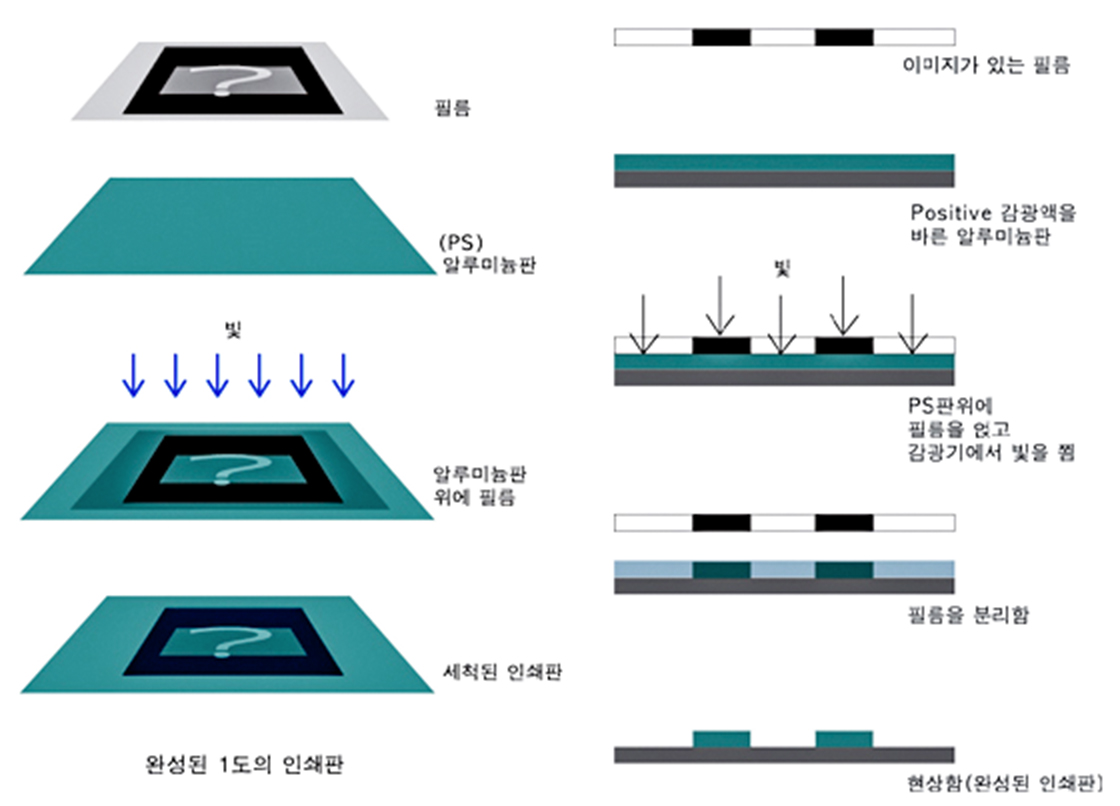 필름
(PS)
알루미늄판
빛
알루미늄판
위에 필름
세척된 인쇄판
완성된 1도의 인쇄판
이미지가 있는 필름
Positive 감광액을
바른 알루미늄판
빛
PS판위에
필름을 얹고
감광기에서 빛을 쬠
필름을 분리함
현상함(완성된 인쇄판)